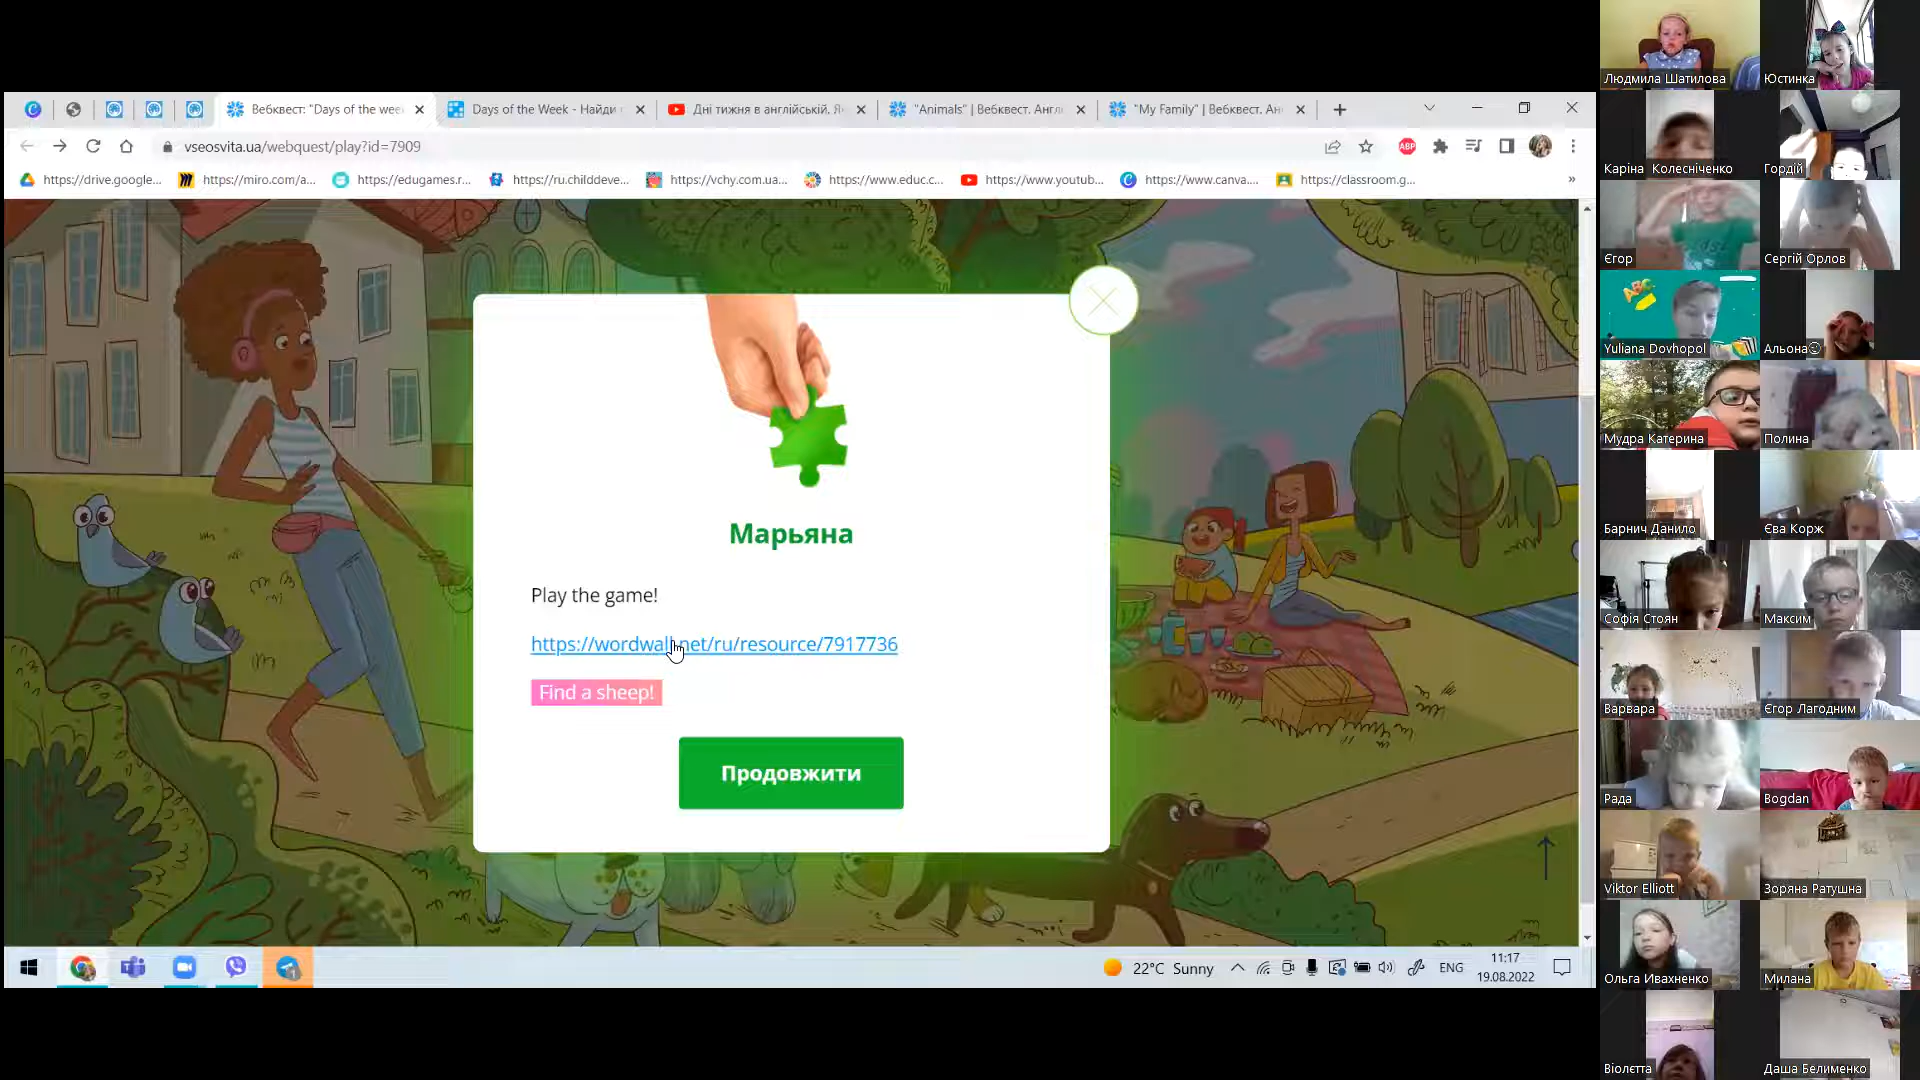 Вебквест: "Days of the wee
Days of the Week - Найди
Дні тижня в англійській. Я
"Animals" | Вебквест. Англ
"My Family" | Вебквест. Ан
vseosvita.ua/webquest/play?id=7909
ABP
https://drive.google...
https://miro.com/a...
https://edugames.r...
https://ru.childdeve...
https://vchy.com.ua...
https://www.educ.c...
https://www.youtub...
https://www.canva....
https://classroom.g...
»
Марьяна
Play the game!
https://wordwall.net/ru/resource/7917736
Find a sheep!
Продовжити
22°C Sunny
ENG
11:17
19.08.2022
Людмила Шатилова
Юстинка
Каріна Колесніченко
Гордій
Єгор
Сергій Орлов
ABC
Yuliana Dovhopol
Альона☺
Мудра Катерина
Полина
Барнич Данило
Єва Корж
Софія Стоян
Максим
Варвара
Єгор Лагодним
Рада
Bogdan
Viktor Elliott
Зоряна Ратушна
Ольга Ивахненко
Милана
Віолєтта
Даша Белименко